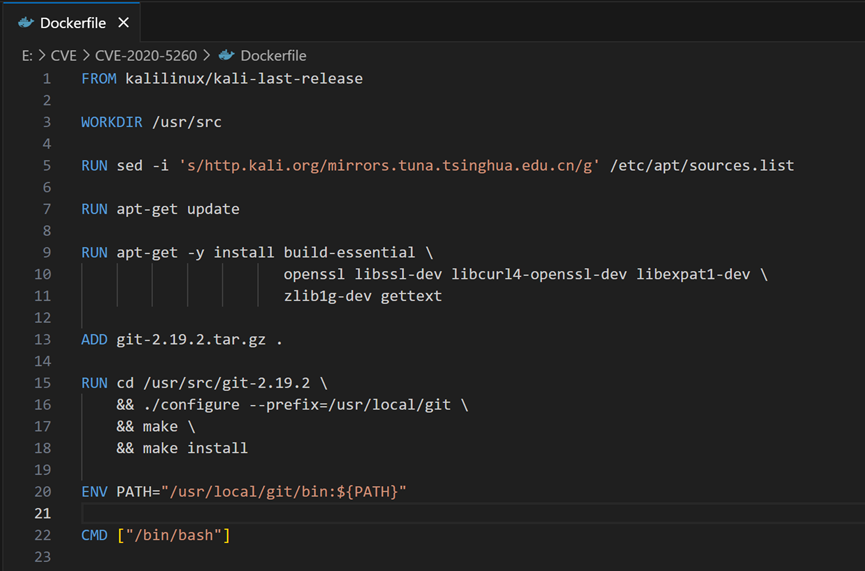 Dockerfile
E: > CVE > CVE-2020-5260 > Dockerfile
1 FROM kalilinux/kali-last-release
2
3 WORKDIR /usr/src
4
5 RUN sed -i 's/http.kali.org/mirrors.tuna.tsinghua.edu.cn/g' /etc/apt/sources.list
6
7 RUN apt-get update
8
9 RUN apt-get -y install build-essential \
10 openssl libssl-dev libcurl4-openssl-dev libexpat1-dev \
11 zlib1g-dev gettext
12
13 ADD git-2.19.2.tar.gz .
14
15 RUN cd /usr/src/git-2.19.2 \
16 && ./configure --prefix=/usr/local/git \
17 && make \
18 && make install
19
20 ENV PATH="/usr/local/git/bin:${PATH}"
21
22 CMD ["/bin/bash"]
23